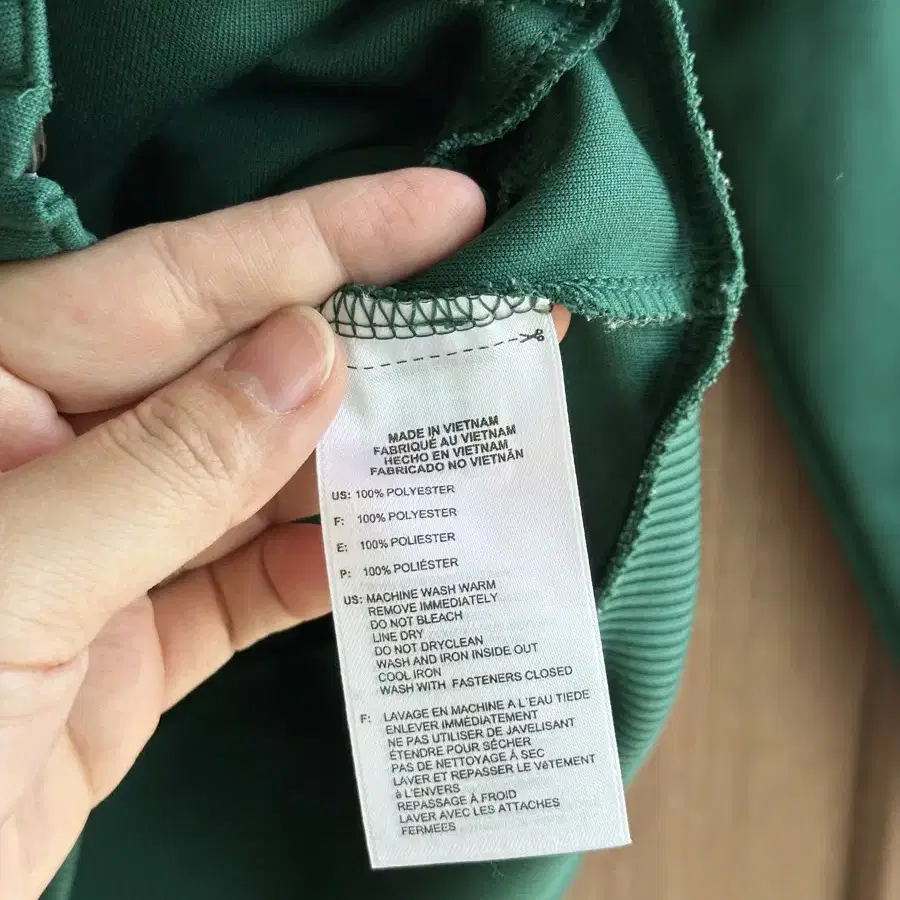 MADE IN VIETNAM
FABRIQUÉ AU VIETNAM
HECHO EN VIETNAM
FABRICADO NO VIETNÃN
US: 100% POLYESTER
F: 100% POLYESTER
E: 100% POLIESTER
P: 100% POLIÉSTER
US: MACHINE WASH WARM
REMOVE IMMEDIATELY
DO NOT BLEACH
LINE DRY
DO NOT DRYCLEAN
WASH AND IRON INSIDE OUT
COOL IRON
WASH WITH FASTENERS CLOSED
F: LAVAGE EN MACHINE A L'EAU TIEDE
ENLEVER IMMÉDIATEMENT
NE PAS UTILISER DE JAVELISANT
ÉTENDRE POUR SÉCHER
PAS DE NETTOYAGE À SEC
LAVER ET REPASSER LE VêTEMENT
à L'ENVERS
REPASSAGE À FROID
LAVER AVEC LES ATTACHES
FERMEES